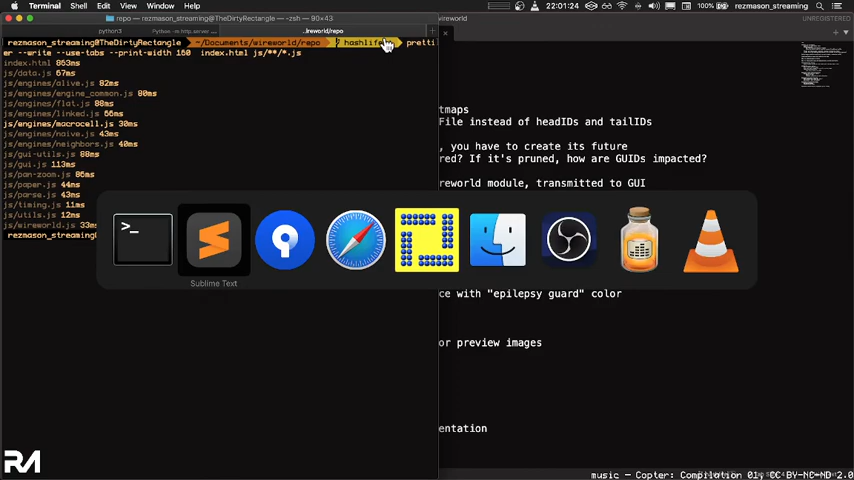 Terminal Shell Edit View Window Help
100% 22:01:24 rezmason_streaming
repo — rezmason_streaming@TheDirtyRectangle — -zsh — 90×43
wireworld
UNREGISTERED
python3
Python -m http.server
../ireworld/repo
rezmason_streaming@TheDirtyRectangle ~/Documents/wireworld/repo hashlife pretti
er --write --use-tabs --print-width 160 index.html js/**/*.js
index.html 863ms
js/data.js 67ms
js/engines/alive.js 82ms
js/engines/engine_common.js 80ms
js/engines/flat.js 88ms
js/engines/linked.js 56ms
js/engines/macrocell.js 30ms
js/engines/naive.js 43ms
js/engines/neighbors.js 40ms
js/gui-utils.js 88ms
js/gui.js 113ms
js/pan-zoom.js 86ms
js/paper.js 44ms
js/parse.js 43ms
js/timing.js 11ms
js/utils.js 12ms
js/wireworld.js 33ms
rezmason_streaming@
tmaps
File instead of headIDs and tailIDs
, you have to create its future
red? If it's pruned, how are GUIDs impacted?
reworld module, transmitted to GUI
>_
Sublime Text
ce with "epilepsy guard" color
or preview images
entation
RM
music — Copter: Compilation 01, CC BY-NC-ND 2.0